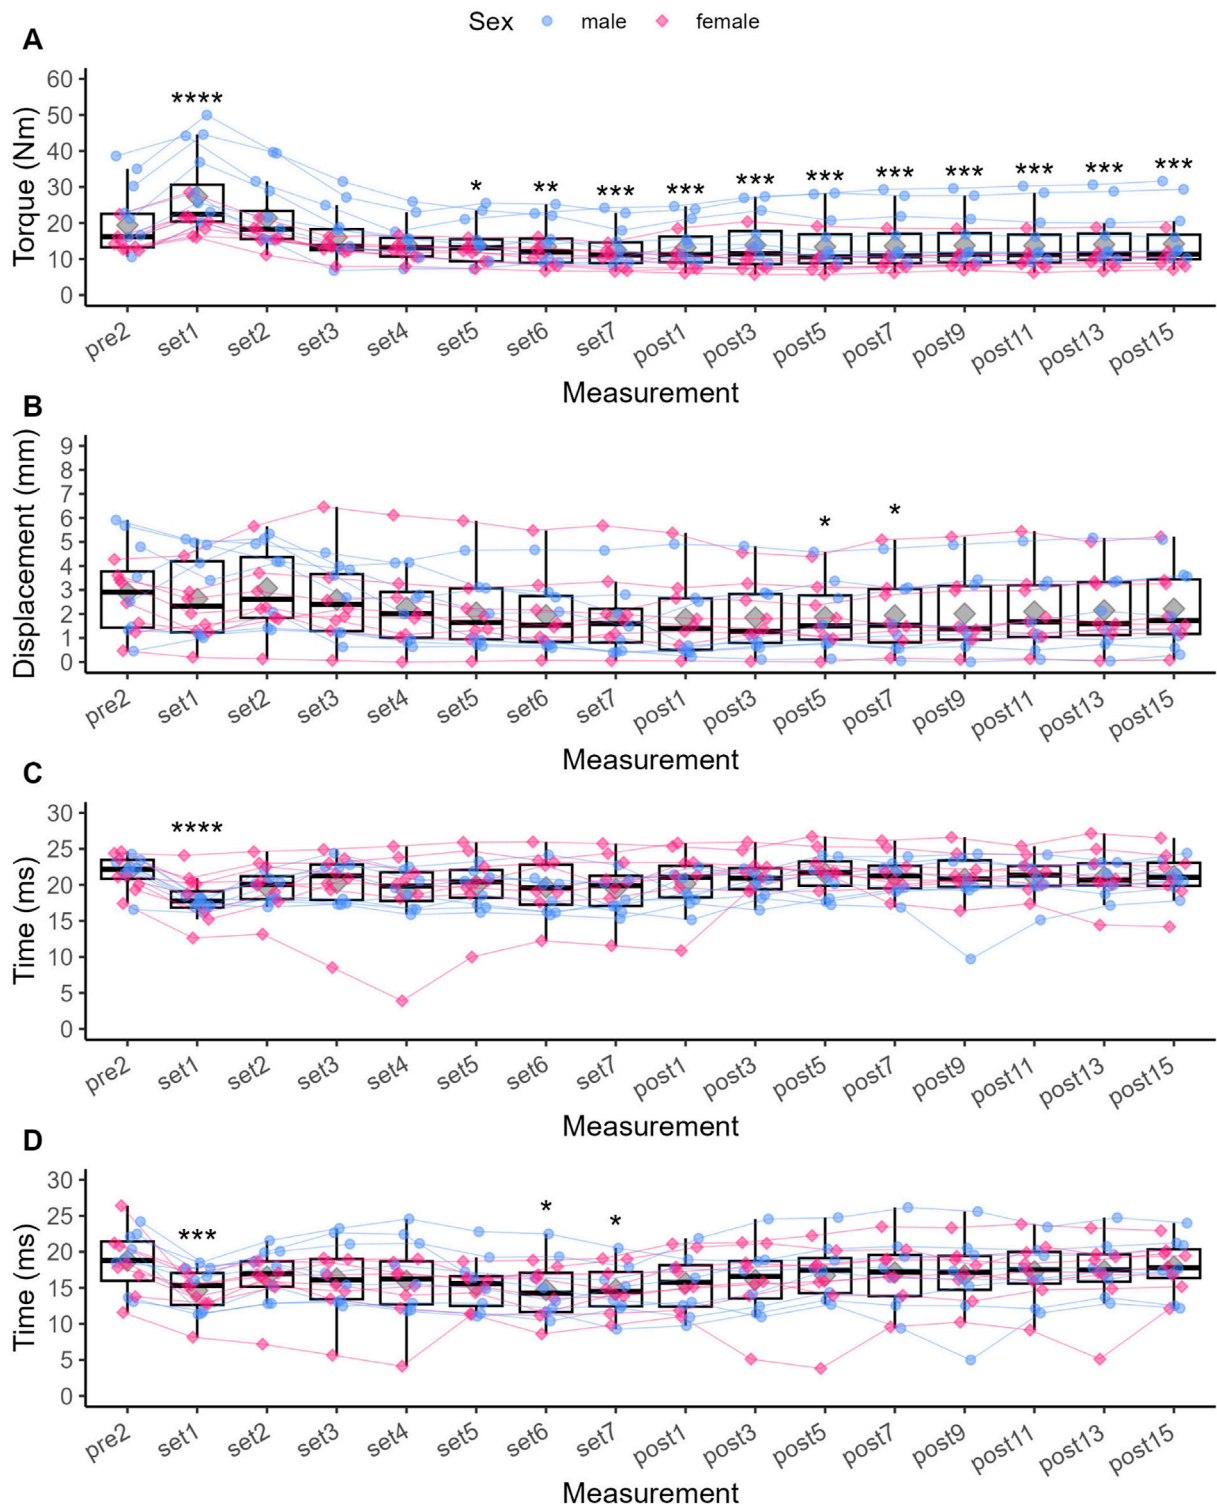 Sex male female
A
Torque (Nm)
60
50
40
30
20
10
0
****
*
**
***
***
***
***
***
***
***
***
***
pre2 set1 set2 set3 set4 set5 set6 set7 post1 post3 post5 post7 post9 post11 post13 post15
Measurement
B
Displacement (mm)
9
8
7
6
5
4
3
2
1
0
*
*
pre2 set1 set2 set3 set4 set5 set6 set7 post1 post3 post5 post7 post9 post11 post13 post15
Measurement
C
Time (ms)
30
25
20
15
10
5
0
****
pre2 set1 set2 set3 set4 set5 set6 set7 post1 post3 post5 post7 post9 post11 post13 post15
Measurement
D
Time (ms)
30
25
20
15
10
5
0
***
*
*
pre2 set1 set2 set3 set4 set5 set6 set7 post1 post3 post5 post7 post9 post11 post13 post15
Measurement